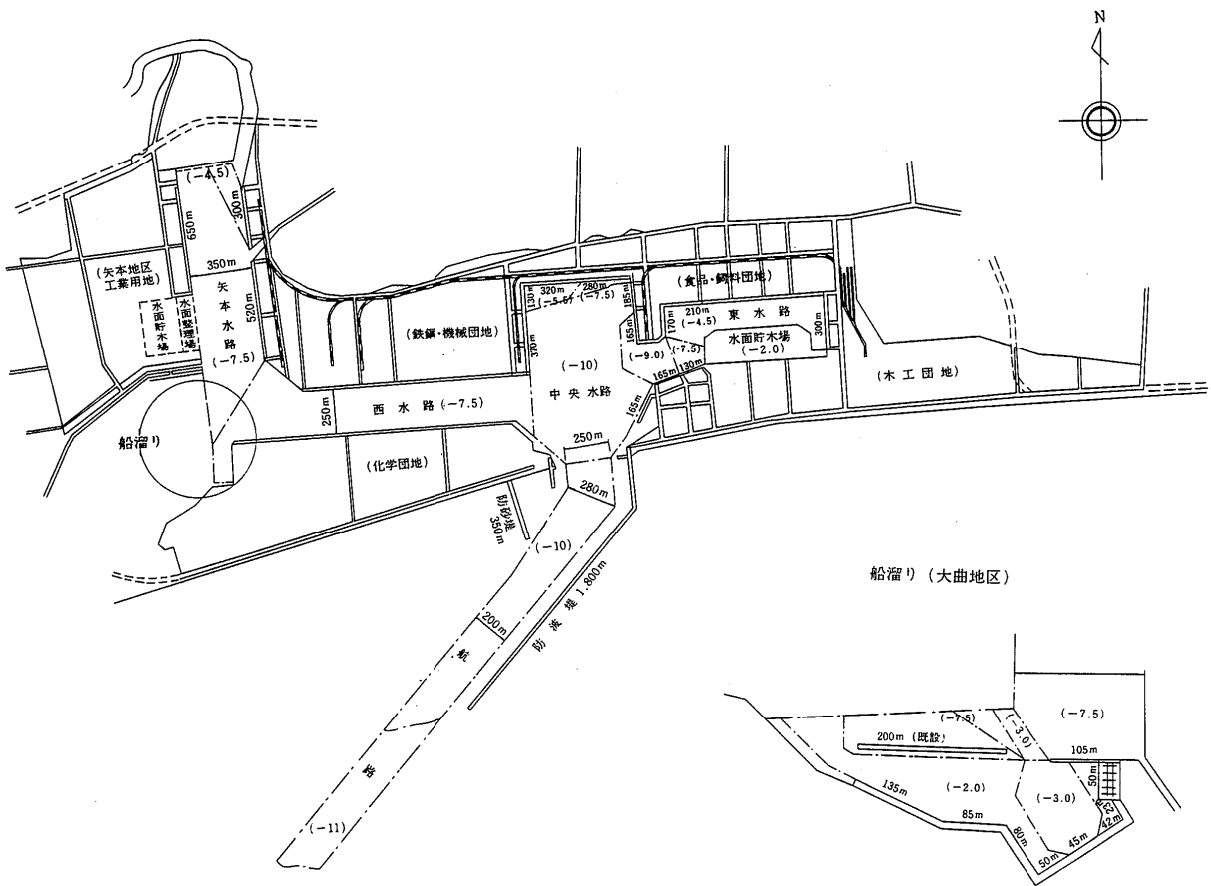 N
(-4.5)
650m
300m
350m
(矢本地区
工業用地)
水面貯木場
水面整理場
矢本水路
(-7.5)
520m
船溜り
250m
西水路(-7.5)
(鉄鋼・機械団地)
(化学団地)
130m
320m
(-5.5)
280m
(-7.5)
185m
165m
370m
(-10)
中央水路
(-9.0)
(食品・飼料団地)
170m
210m
(-4.5)
東水路
(-7.5)
水面貯木場
(-2.0)
300m
165m
130m
165m
(木工団地)
250m
280m
防砂堤
350m
(-10)
防波堤 1.800m
200m
航路
(-11)
船溜り(大曲地区)
(-7.5)
(-3.0)
(-7.5)
200m(既設)
105m
50m
135m
(-2.0)
(-3.0)
85m
80m
50m
45m
42m
23m